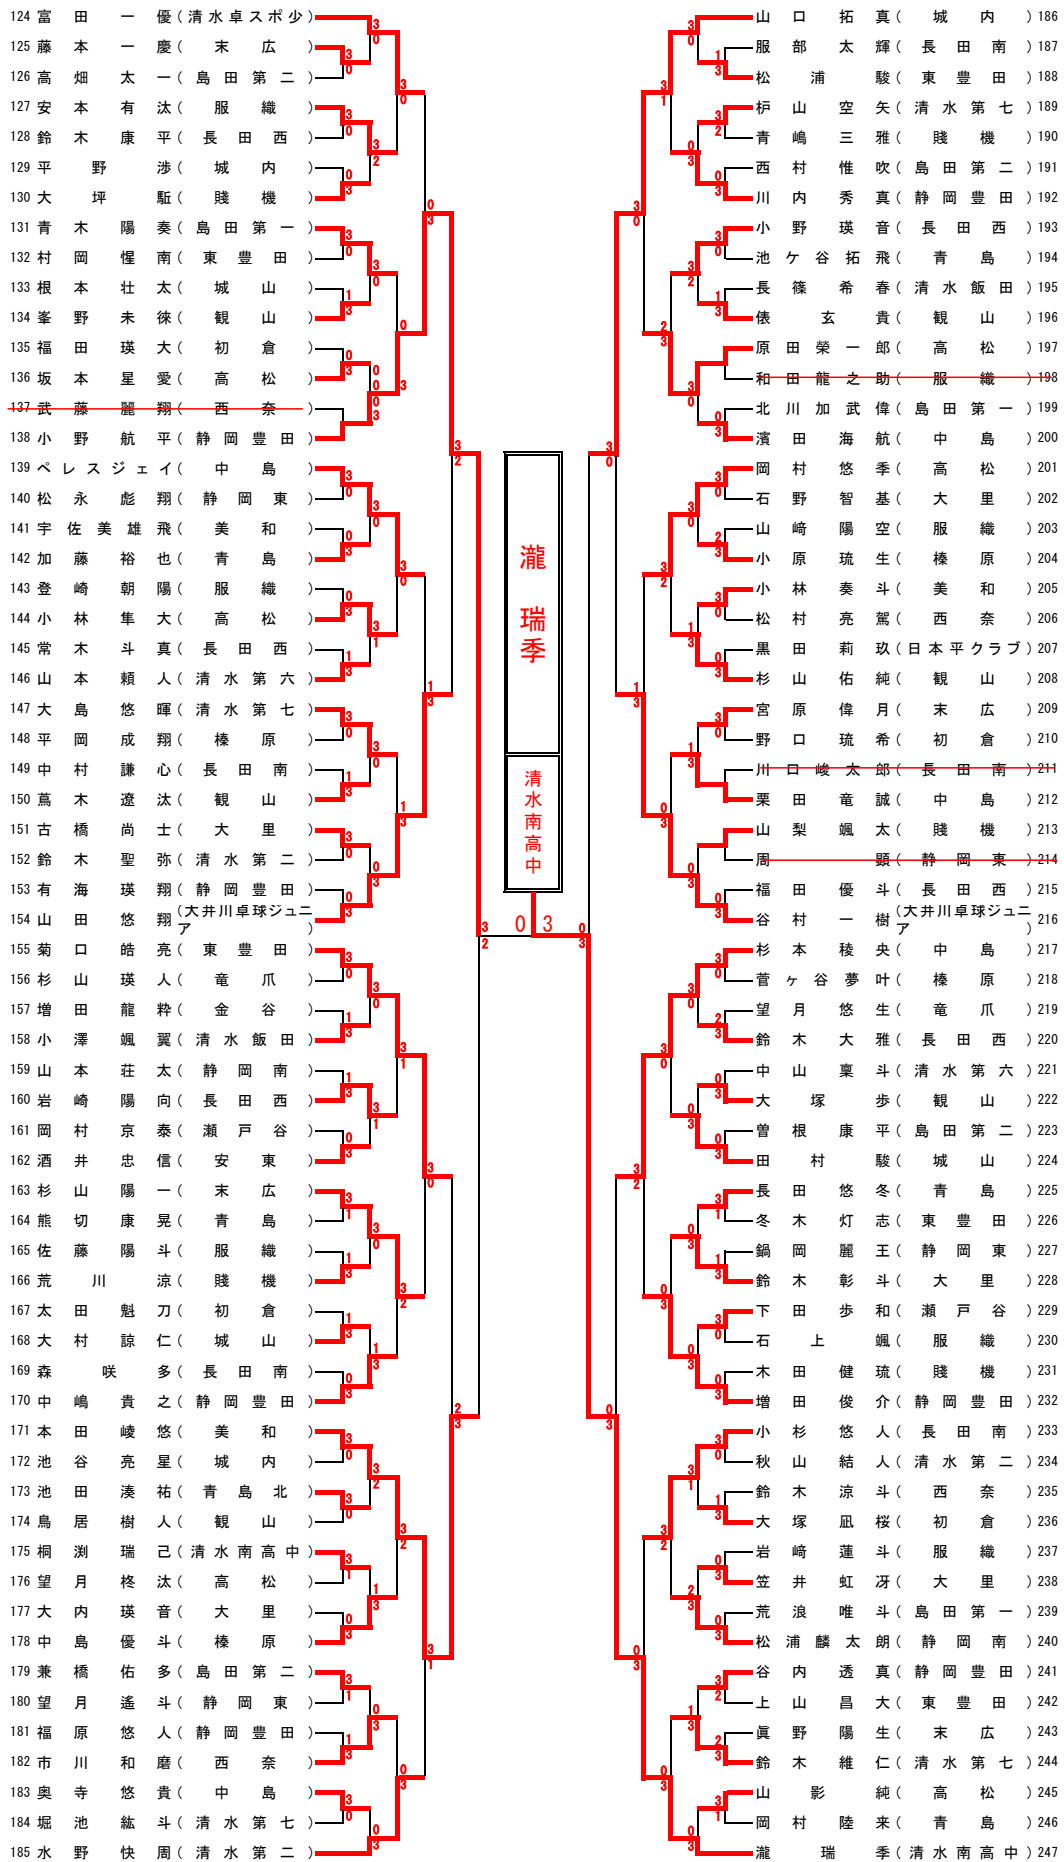 124 富田一優(清水卓スポ少)
125 藤本一慶(末広)
126 高畑太一(島田第二)
127 安本有汰(服織)
128 鈴木康平(長田西)
129 平野渉(城内)
130 大坪駈(賤機)
131 青木陽奏(島田第一)
132 村岡惺南(東豊田)
133 根本壮太(城山)
134 峯野未徠(観山)
135 福田瑛大(初倉)
136 坂本星愛(高松)
137 武藤麗翔(西奈)
138 小野航平(静岡豊田)
139 ペレスジェイ(中島)
140 松永彪翔(静岡東)
141 宇佐美雄飛(美和)
142 加藤裕也(青島)
143 登崎朝陽(服織)
144 小林隼大(高松)
145 常木斗真(長田西)
146 山本頼人(清水第六)
147 大島悠暉(清水第七)
148 平岡成翔(榛原)
149 中村謙心(長田南)
150 蔦木遼汰(観山)
151 古橋尚士(大里)
152 鈴木聖弥(清水第二)
153 有海瑛翔(静岡豊田)
154 山田悠翔(大井川卓球ジュニア)
155 菊口皓亮(東豊田)
156 杉山瑛人(竜爪)
157 増田龍粋(金谷)
158 小澤颯翼(清水飯田)
159 山本荘太(静岡南)
160 岩崎陽向(長田西)
161 岡村京泰(瀬戸谷)
162 酒井忠信(安東)
163 杉山陽一(末広)
164 熊切康晃(青島)
165 佐藤陽斗(服織)
166 荒川涼(賤機)
167 太田魁刀(初倉)
168 大村諒仁(城山)
169 森咲多(長田南)
170 中嶋貴之(静岡豊田)
171 本田崚悠(美和)
172 池谷亮星(城内)
173 池田湊祐(青島北)
174 鳥居樹人(観山)
175 桐渕瑞己(清水南高中)
176 望月柊汰(高松)
177 大内瑛音(大里)
178 中島優斗(榛原)
179 兼橋佑多(島田第二)
180 望月遙斗(静岡東)
181 福原悠人(静岡豊田)
182 市川和磨(西奈)
183 奥寺悠貴(中島)
184 堀池紘斗(清水第七)
185 水野快周(清水第二)
瀧瑞季
清水南高中
0 3
山口拓真(城内)186
服部太輝(長田南)187
松浦駿(東豊田)188
枦山空矢(清水第七)189
青嶋三雅(賤機)190
西村惟吹(島田第二)191
川内秀真(静岡豊田)192
小野瑛音(長田西)193
池ケ谷拓飛(青島)194
長篠希春(清水飯田)195
俵玄貴(観山)196
原田榮一郎(高松)197
和田龍之助(服織)198
北川加武偉(島田第一)199
濱田海航(中島)200
岡村悠季(高松)201
石野智基(大里)202
山﨑陽空(服織)203
小原琉生(榛原)204
小林奏斗(美和)205
松村亮駕(西奈)206
黒田莉玖(日本平クラブ)207
杉山佑純(観山)208
宮原偉月(末広)209
野口琉希(初倉)210
川口峻太郎(長田南)211
栗田竜誠(中島)212
山梨颯太(賤機)213
周顕(静岡東)214
福田優斗(長田西)215
谷村一樹(大井川卓球ジュニア)216
杉本稜央(中島)217
菅ヶ谷夢叶(榛原)218
望月悠生(竜爪)219
鈴木大雅(長田西)220
中山稟斗(清水第六)221
大塚歩(観山)222
曽根康平(島田第二)223
田村駿(城山)224
長田悠冬(青島)225
冬木灯志(東豊田)226
鍋岡麗王(静岡東)227
鈴木彰斗(大里)228
下田歩和(瀬戸谷)229
石上颯(服織)230
木田健琉(賤機)231
増田俊介(静岡豊田)232
小杉悠人(長田南)233
秋山結人(清水第二)234
鈴木涼斗(西奈)235
大塚凪桜(初倉)236
岩﨑蓮斗(服織)237
笠井虹冴(大里)238
荒浪唯斗(島田第一)239
松浦麟太朗(静岡南)240
谷内透真(静岡豊田)241
上山昌大(東豊田)242
眞野陽生(末広)243
鈴木維仁(清水第七)244
山影純(高松)245
岡村陸来(青島)246
瀧瑞季(清水南高中)247